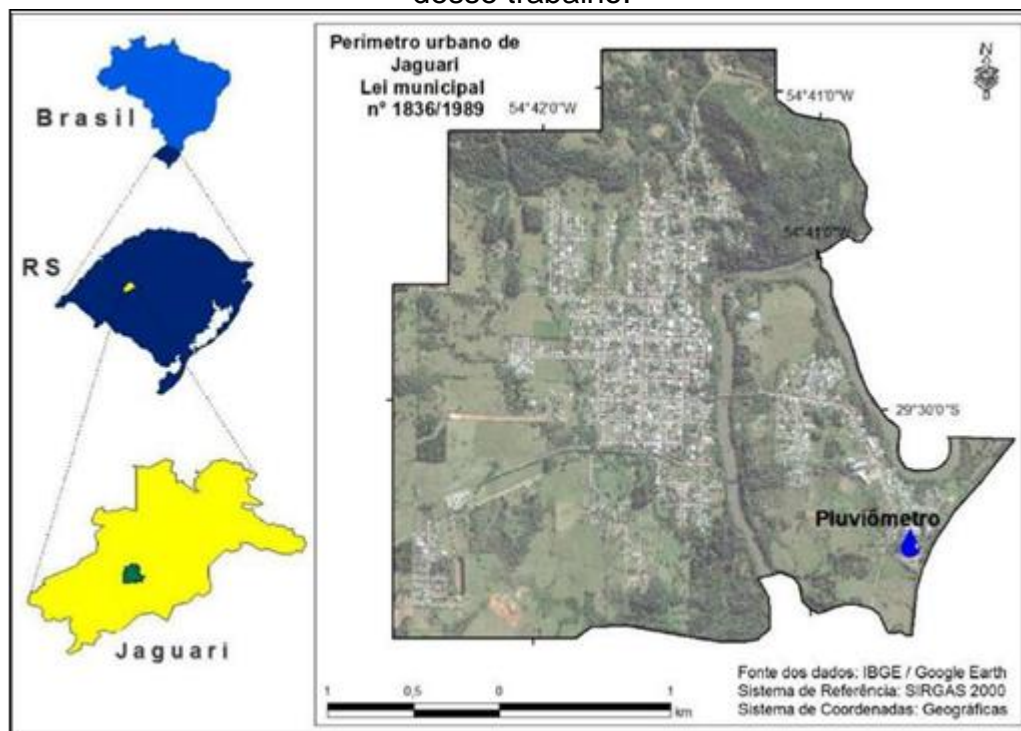 desse trabalho.
Brasil
RS
Jaguari
Perímetro urbano de
Jaguari
Lei municipal
n° 1836/1989
N
54°42'0"W
54°41'0"W
54°41'0"W
29°30'0"S
Pluviômetro
1
0,5
0
1
km
Fonte dos dados: IBGE / Google Earth
Sistema de Referência: SIRGAS 2000
Sistema de Coordenadas: Geográficas